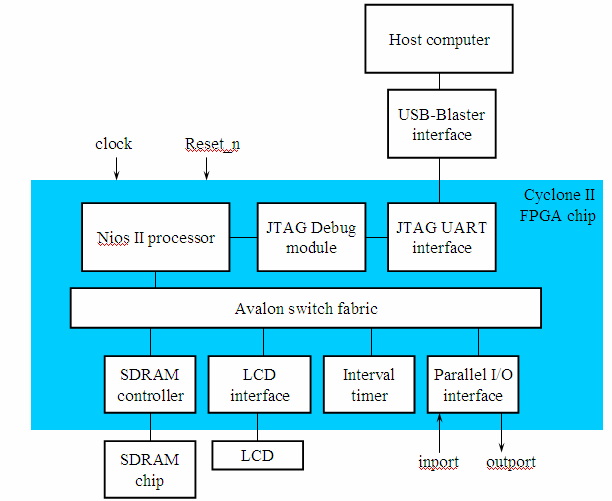 Host computer
USB-Blaster
interface
clock
Reset_n
Cyclone II
FPGA chip
Nios II processor
JTAG Debug
module
JTAG UART
interface
Avalon switch fabric
SDRAM
controller
LCD
interface
Interval
timer
Parallel I/O
interface
SDRAM
chip
LCD
inport
outport